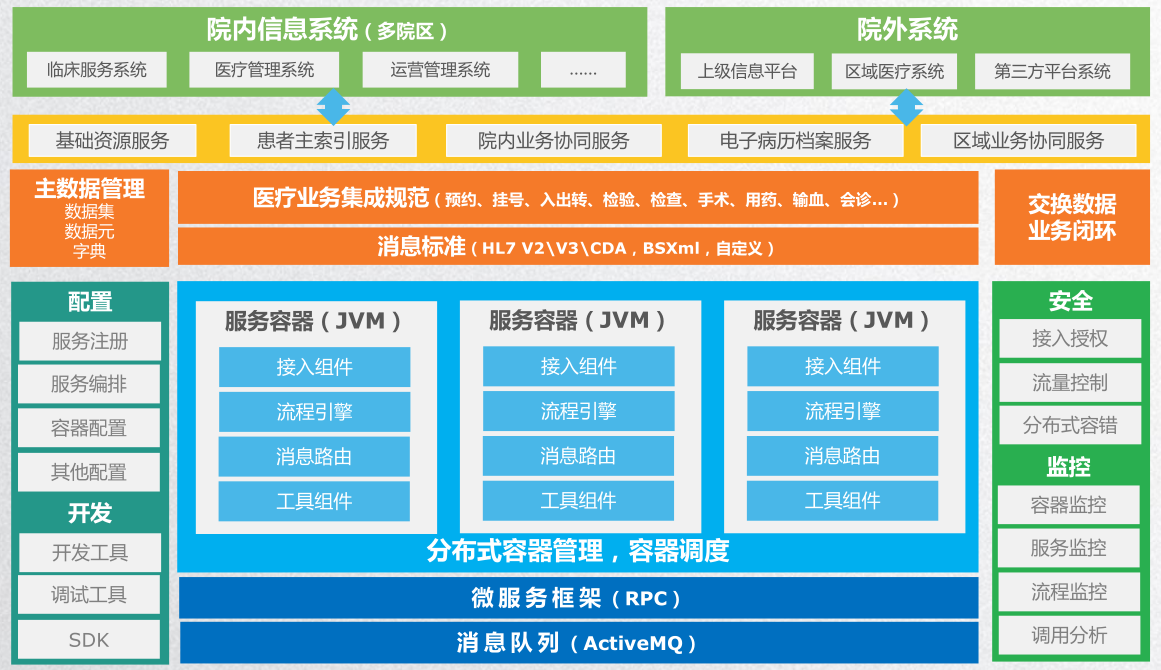 院内信息系统（多院区）
临床服务系统
医疗管理系统
运营管理系统
......
院外系统
上级信息平台
区域医疗系统
第三方平台系统
基础资源服务
患者主索引服务
院内业务协同服务
电子病历档案服务
区域业务协同服务
主数据管理
数据集
数据元
字典
医疗业务集成规范（预约、挂号、入出转、检验、检查、手术、用药、输血、会诊...）
消息标准（HL7 V2\V3\CDA，BSXml，自定义）
交换数据
业务闭环
配置
服务注册
服务编排
容器配置
其他配置
开发
开发工具
调试工具
SDK
服务容器（JVM）
接入组件
流程引擎
消息路由
工具组件
服务容器（JVM）
接入组件
流程引擎
消息路由
工具组件
服务容器（JVM）
接入组件
流程引擎
消息路由
工具组件
分布式容器管理，容器调度
微服务框架（RPC）
消息队列（ActiveMQ）
安全
接入授权
流量控制
分布式容错
监控
容器监控
服务监控
流程监控
调用分析